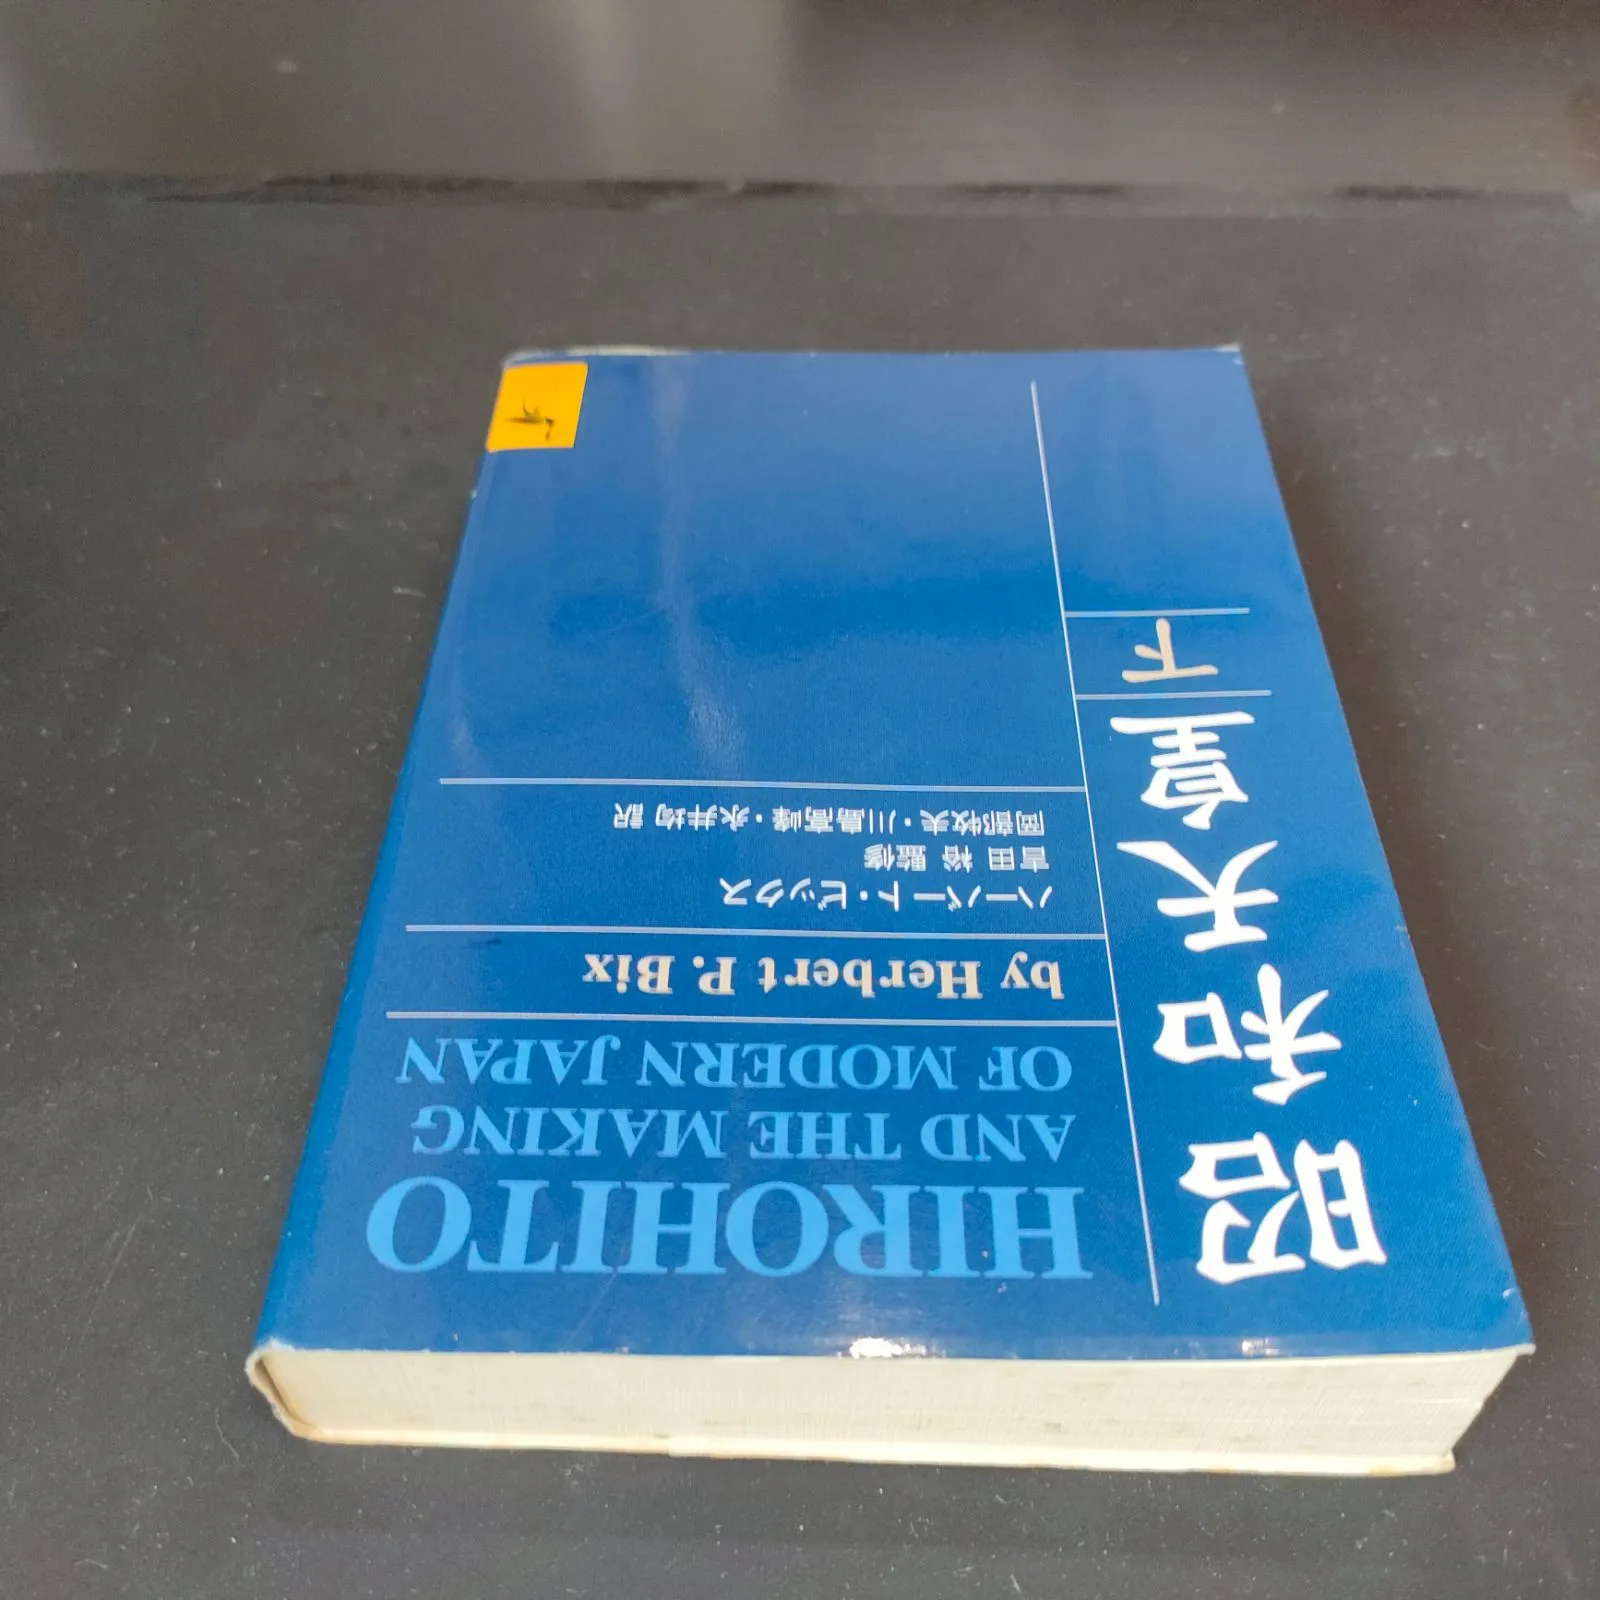 昭和天皇
下
HIROHITO
AND THE MAKING
OF MODERN JAPAN
by Herbert P. Bix
ハーバート・ビックス
吉田 裕 監修
岡部牧夫・川島高峰・永井均 訳